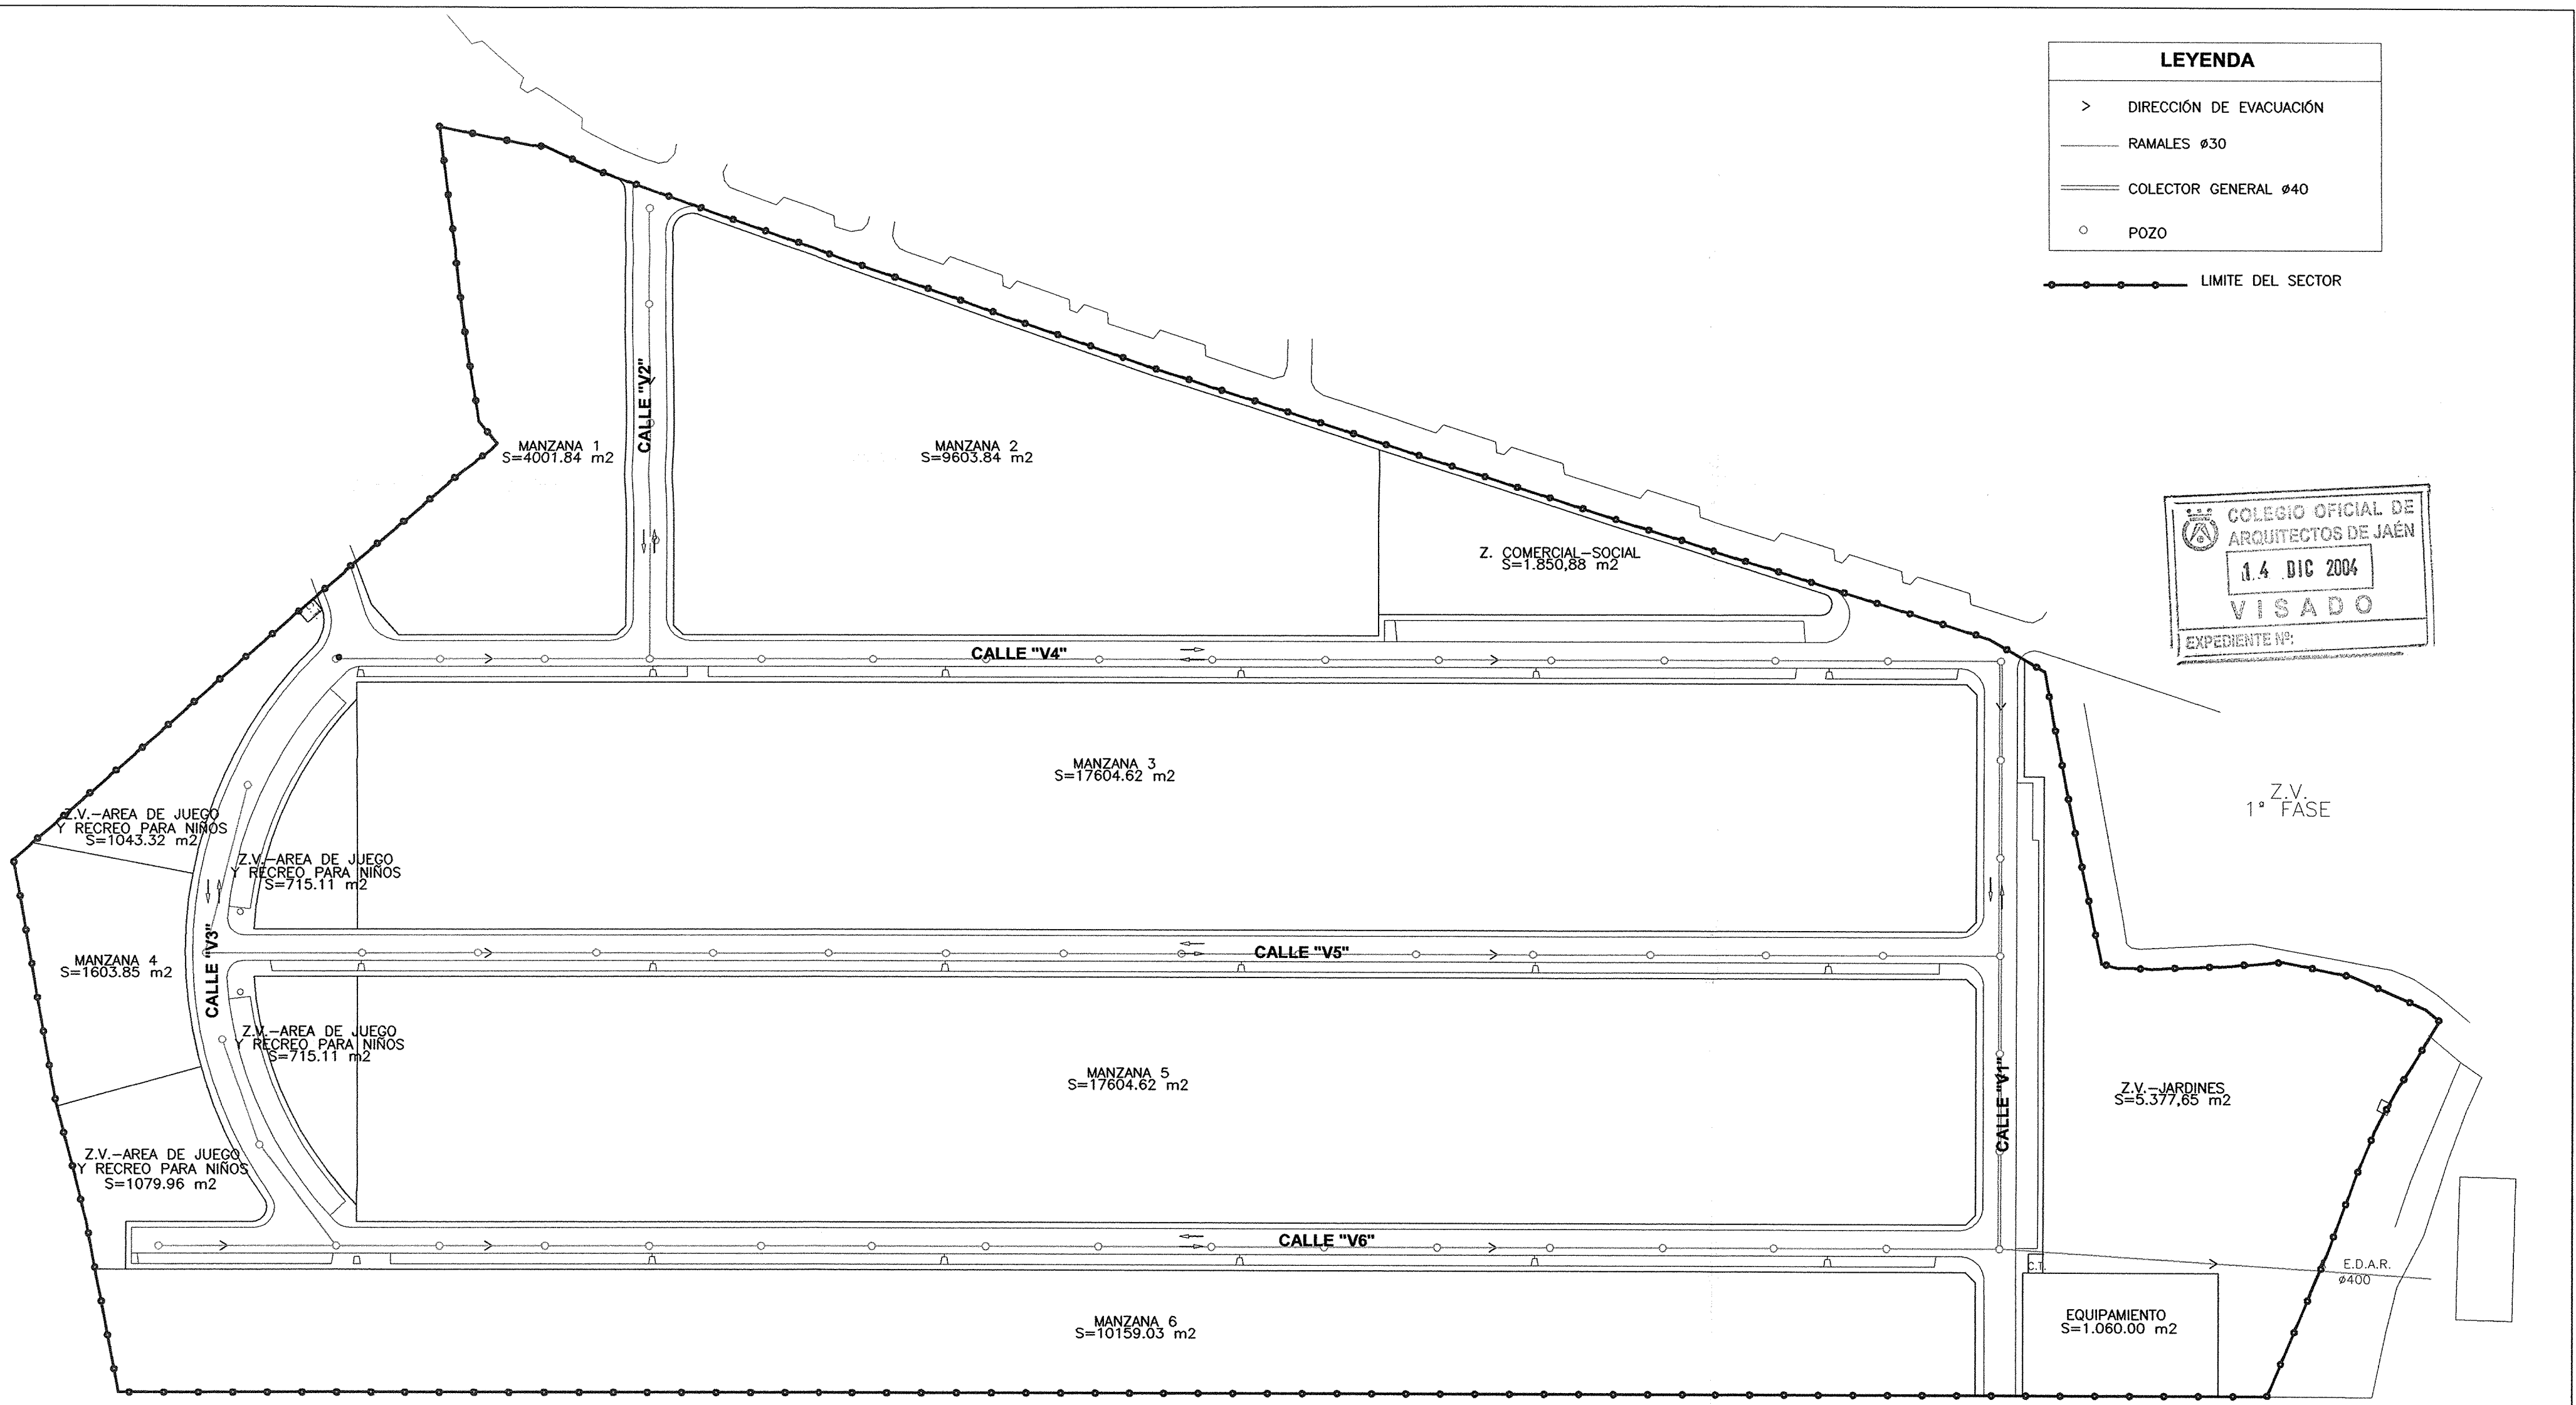 LEYENDA
> DIRECCIÓN DE EVACUACIÓN
RAMALES ø30
COLECTOR GENERAL ø40
POZO
LIMITE DEL SECTOR
CALLE "V2"
MANZANA 1
S=4001.84 m2
MANZANA 2
S=9603.84 m2
Z. COMERCIAL-SOCIAL
S=1.850,88 m2
COLEGIO OFICIAL DE
ARQUITECTOS DE JAÉN
14 DIC 2004
VISADO
EXPEDIENTE Nº:
CALLE "V4"
MANZANA 3
S=17604.62 m2
Z.V.
1ª FASE
Z.V.-AREA DE JUEGO
Y RECREO PARA NIÑOS
S=1043.32 m2
Z.V.-AREA DE JUEGO
Y RECREO PARA NIÑOS
S=715.11 m2
MANZANA 4
S=1603.85 m2
CALLE "V3"
CALLE "V5"
Z.V.-AREA DE JUEGO
Y RECREO PARA NIÑOS
S=715.11 m2
MANZANA 5
S=17604.62 m2
CALLE "V1"
Z.V.-JARDINES
S=5.377,65 m2
Z.V.-AREA DE JUEGO
Y RECREO PARA NIÑOS
S=1079.96 m2
CALLE "V6"
C.T.
E.D.A.R.
ø400
MANZANA 6
S=10159.03 m2
EQUIPAMIENTO
S=1.060.00 m2